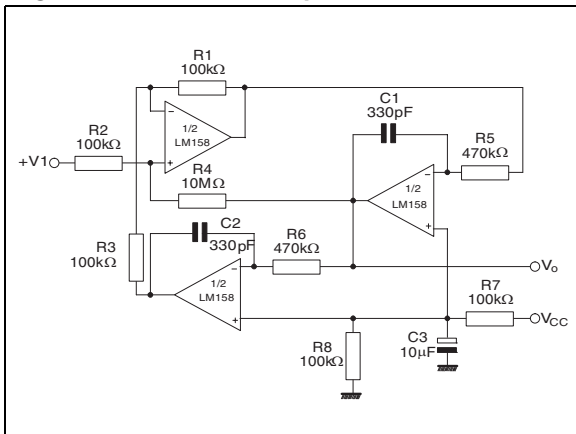 R1
100kΩ
C1
330pF
R2
100kΩ
+V1
−
+
1/2
LM158
R5
470kΩ
R4
10MΩ
−
+
1/2
LM158
C2
330pF
R3
100kΩ
R6
470kΩ
−
+
1/2
LM158
Vo
R7
100kΩ
VCC
R8
100kΩ
C3
10µF